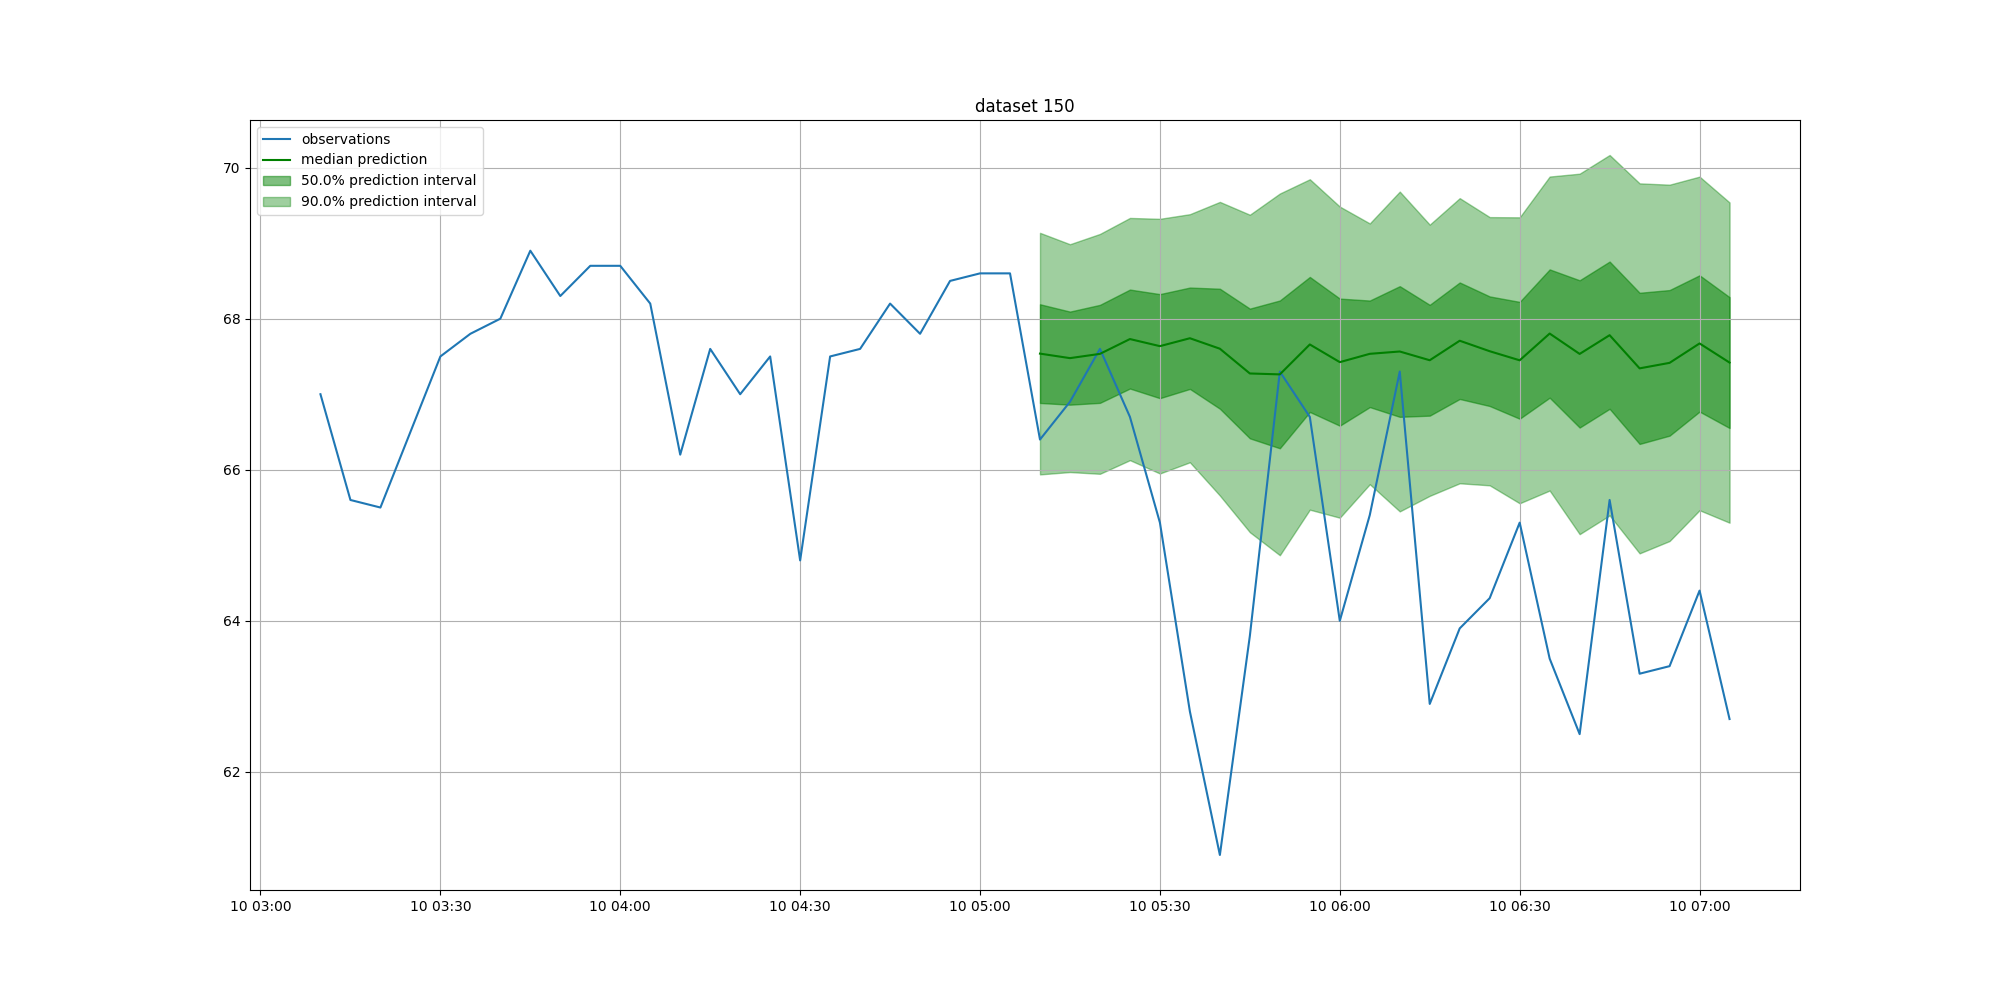 dataset 150
observations
median prediction
50.0% prediction interval
90.0% prediction interval
70
68
66
64
62
10 03:00 10 03:30 10 04:00 10 04:30 10 05:00 10 05:30 10 06:00 10 06:30 10 07:00